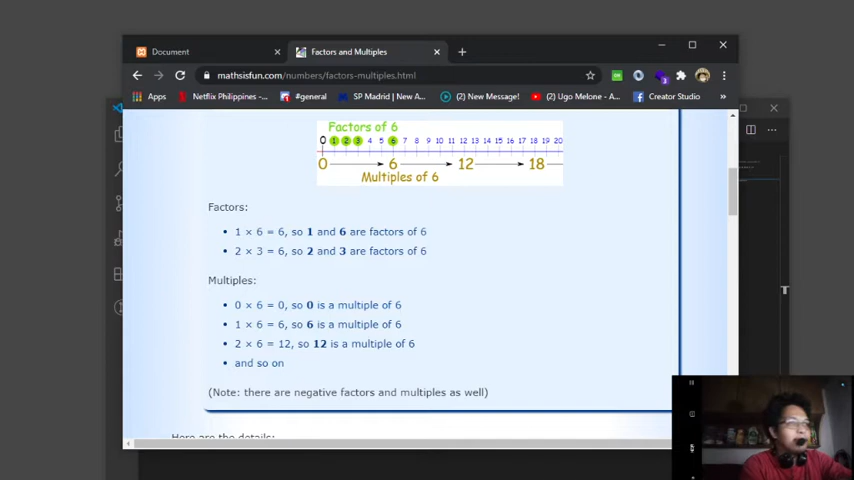 Document
Factors and Multiples
mathsisfun.com/numbers/factors-multiples.html
Apps
Netflix Philippines -...
#general
SP Madrid | New A...
(2) New Message!
(2) Ugo Melone - O...
Creator Studio
»
Factors of 6
0 1 2 3 4 5 6 7 8 9 10 11 12 13 14 15 16 17 18 19 20
0 6 12 18
Multiples of 6
Factors:
• 1 × 6 = 6, so 1 and 6 are factors of 6
• 2 × 3 = 6, so 2 and 3 are factors of 6
Multiples:
• 0 × 6 = 0, so 0 is a multiple of 6
• 1 × 6 = 6, so 6 is a multiple of 6
• 2 × 6 = 12, so 12 is a multiple of 6
• and so on
(Note: there are negative factors and multiples as well)
Here are the details: